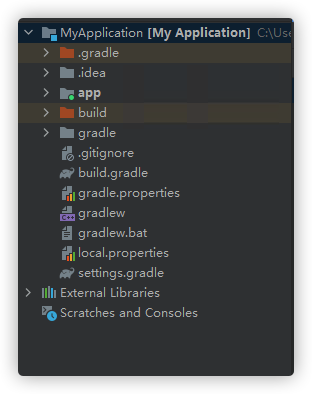 MyApplication [My Application] C:\Use
.gradle
.idea
app
build
gradle
.gitignore
build.gradle
gradle.properties
gradlew
gradlew.bat
local.properties
settings.gradle
External Libraries
Scratches and Consoles